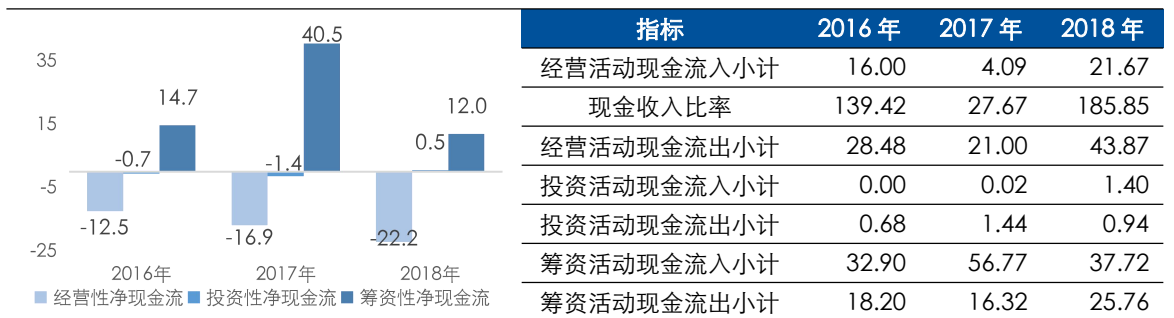 35
15
-5
-25
-12.5
-0.7
14.7
-16.9
-1.4
40.5
-22.2
0.5
12.0
2016年 2017年 2018年
经营性净现金流 投资性净现金流 筹资性净现金流
指标 2016年 2017年 2018年
经营活动现金流入小计 16.00 4.09 21.67
现金收入比率 139.42 27.67 185.85
经营活动现金流出小计 28.48 21.00 43.87
投资活动现金流入小计 0.00 0.02 1.40
投资活动现金流出小计 0.68 1.44 0.94
筹资活动现金流入小计 32.90 56.77 37.72
筹资活动现金流出小计 18.20 16.32 25.76